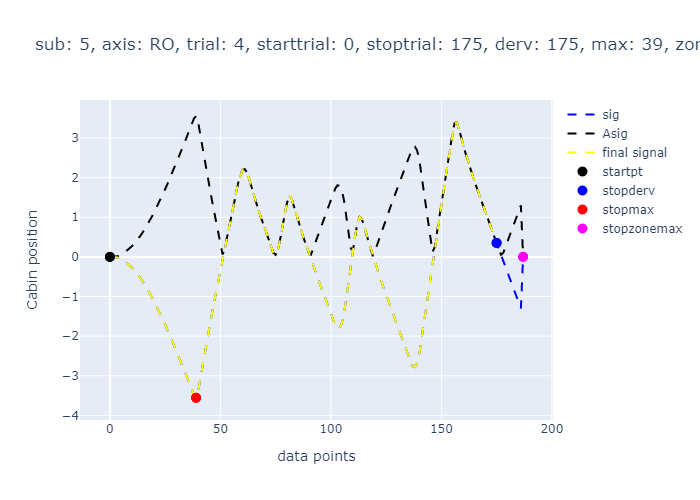 sub: 5, axis: RO, trial: 4, starttrial: 0, stoptrial: 175, derv: 175, max: 39,
sig
Asig
final signal
startpt
stopderv
stopmax
stopzonemax
Cabin position
3
2
1
0
−1
−2
−3
−4
0
50
100
150
200
data points